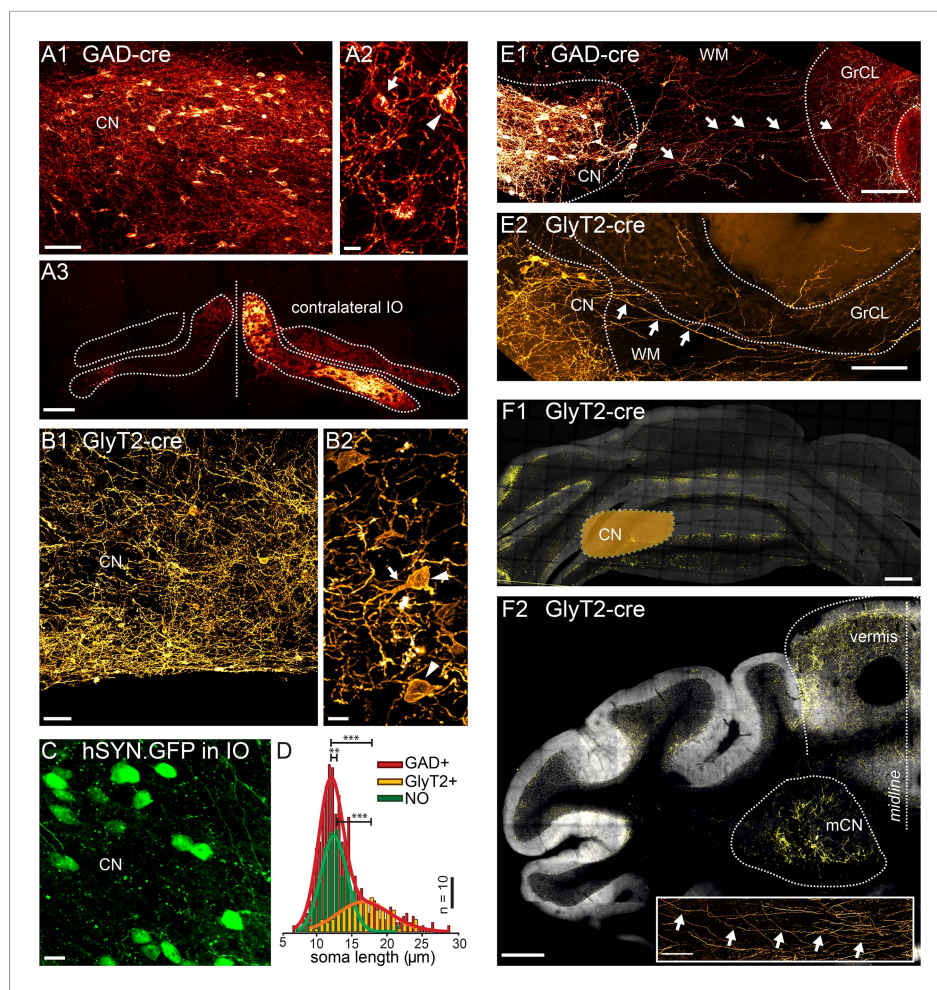 A1 GAD-cre
CN
A2
A3
contralateral IO
B1 GlyT2-cre
CN
B2
C hSYN.GFP in IO
CN
D
***
**
GAD+
GlyT2+
NO
***
n = 10
5 10 15 20 25 30
soma length (µm)
E1 GAD-cre
WM
GrCL
CN
E2 GlyT2-cre
CN
WM
GrCL
F1 GlyT2-cre
CN
F2 GlyT2-cre
vermis
midline
mCN